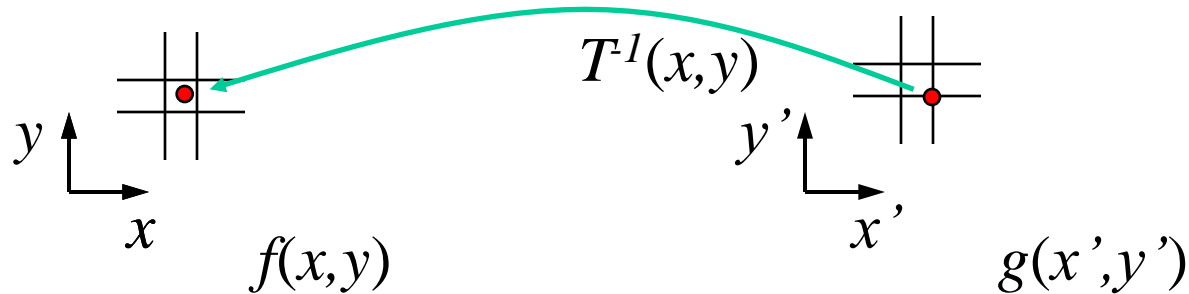 T-1(x,y)
y
y’
x
x’
f(x,y)
g(x’,y’)